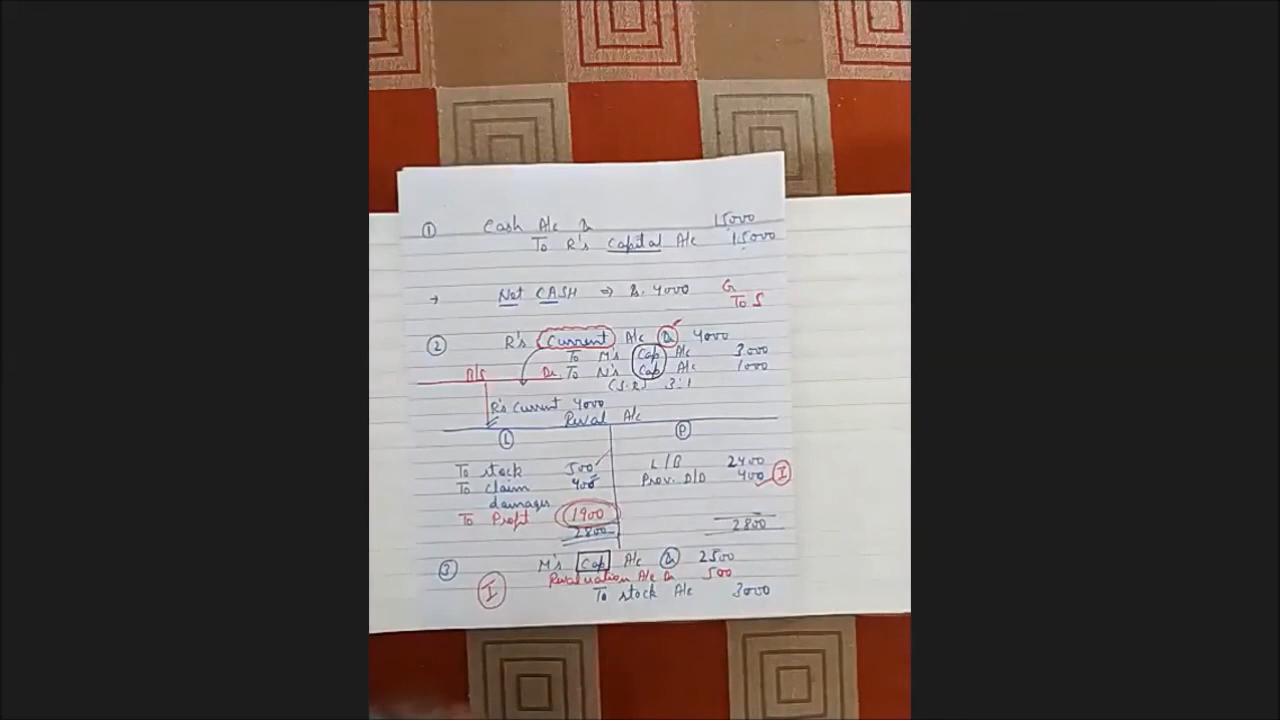 ① Cash A/c Dr 15000
To R's Capital A/c 15000
→ Net CASH ⇒ Rs. 4000 G
To S
② R's Current A/c Dr 4000
To M's Cap A/c 3000
B/S Dr. To N's Cap A/c 1000
(S.R) 3:1
R's Current 4000
Reval A/c
Ⓛ Ⓟ
To stock 500 L/B 2400
To claim 400 Prov. D/D 400 I
damages
To Profit 1900
2800 2800
③ M's Cap A/c Dr 2500
I Revaluation A/c Dr 500
To stock A/c 3000